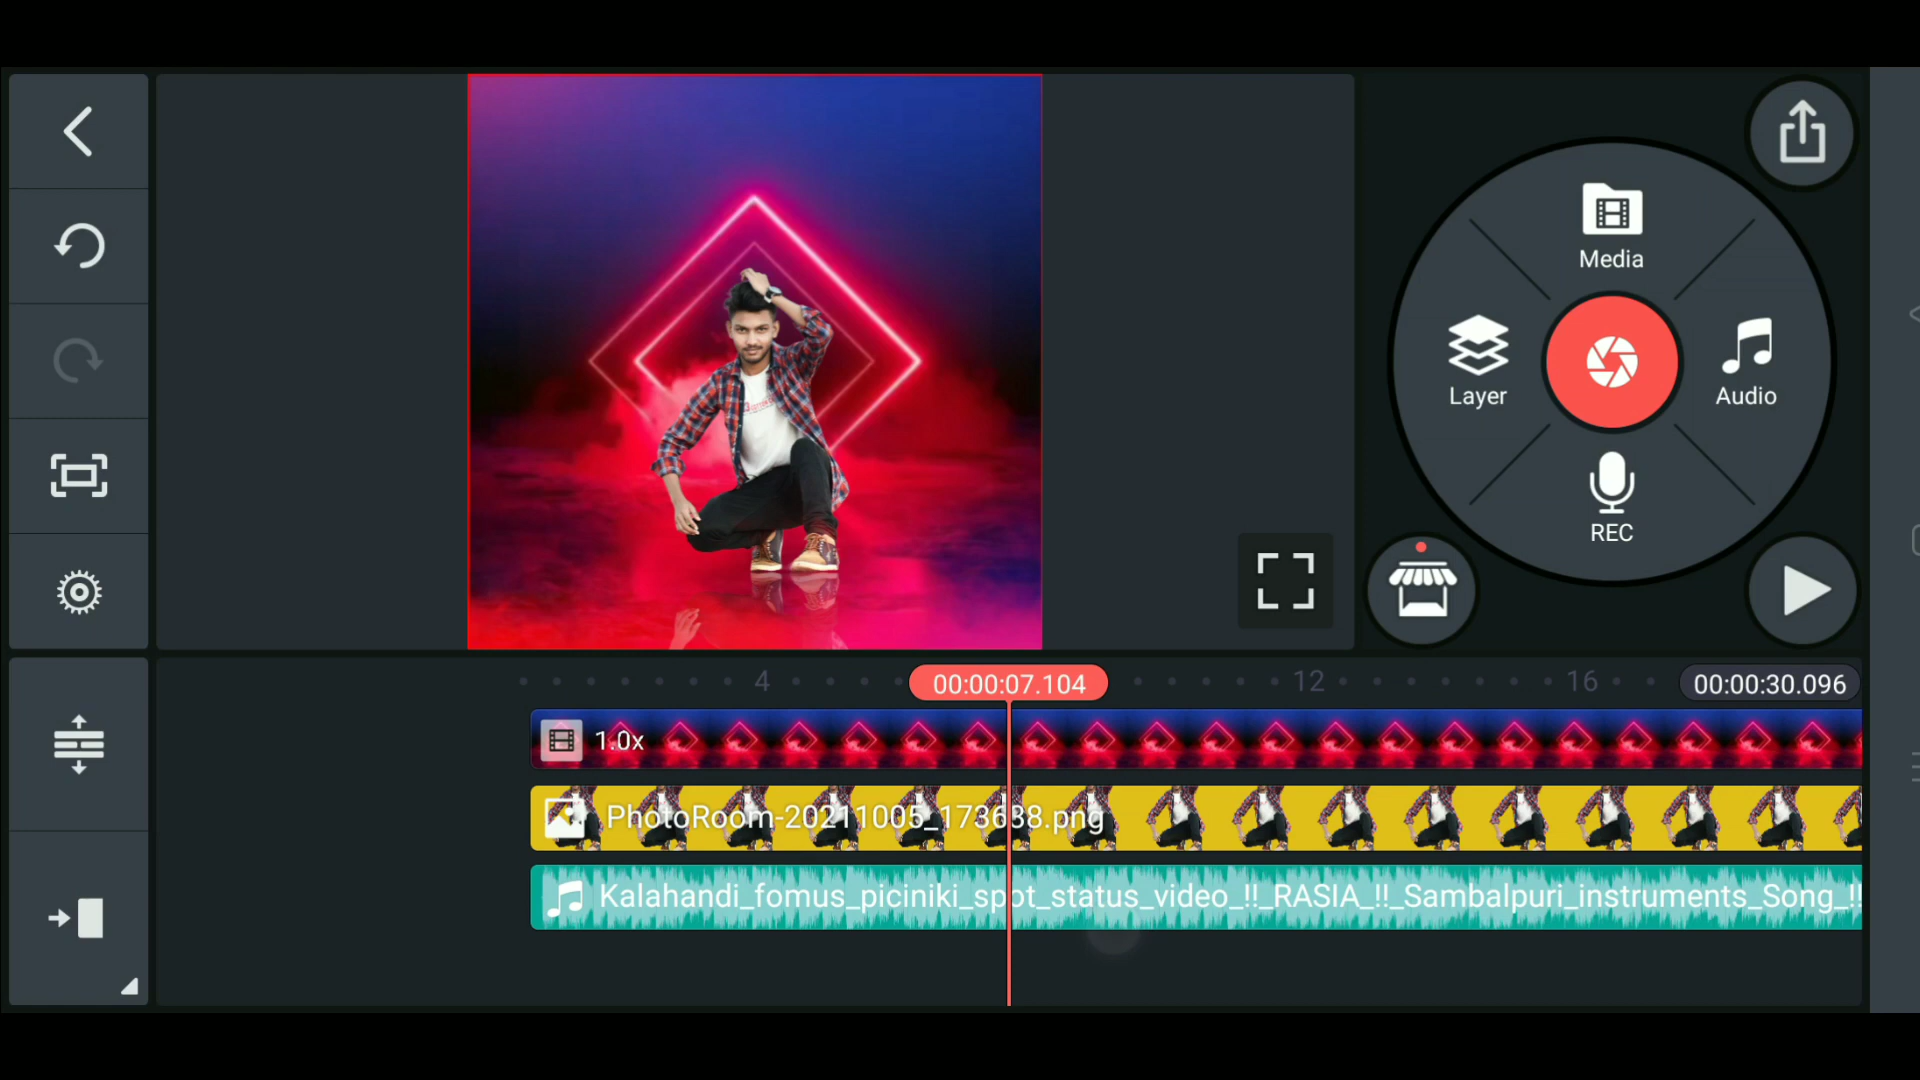 Media
Layer
Audio
REC
4
00:00:07.104
12
16
00:00:30.096
1.0x
PhotoRoom-20211005_173638.png
Kalahandi_fomus_piciniki_spot_status_video_!!_RASIA_!!_Sambalpuri_instruments_Song_!!